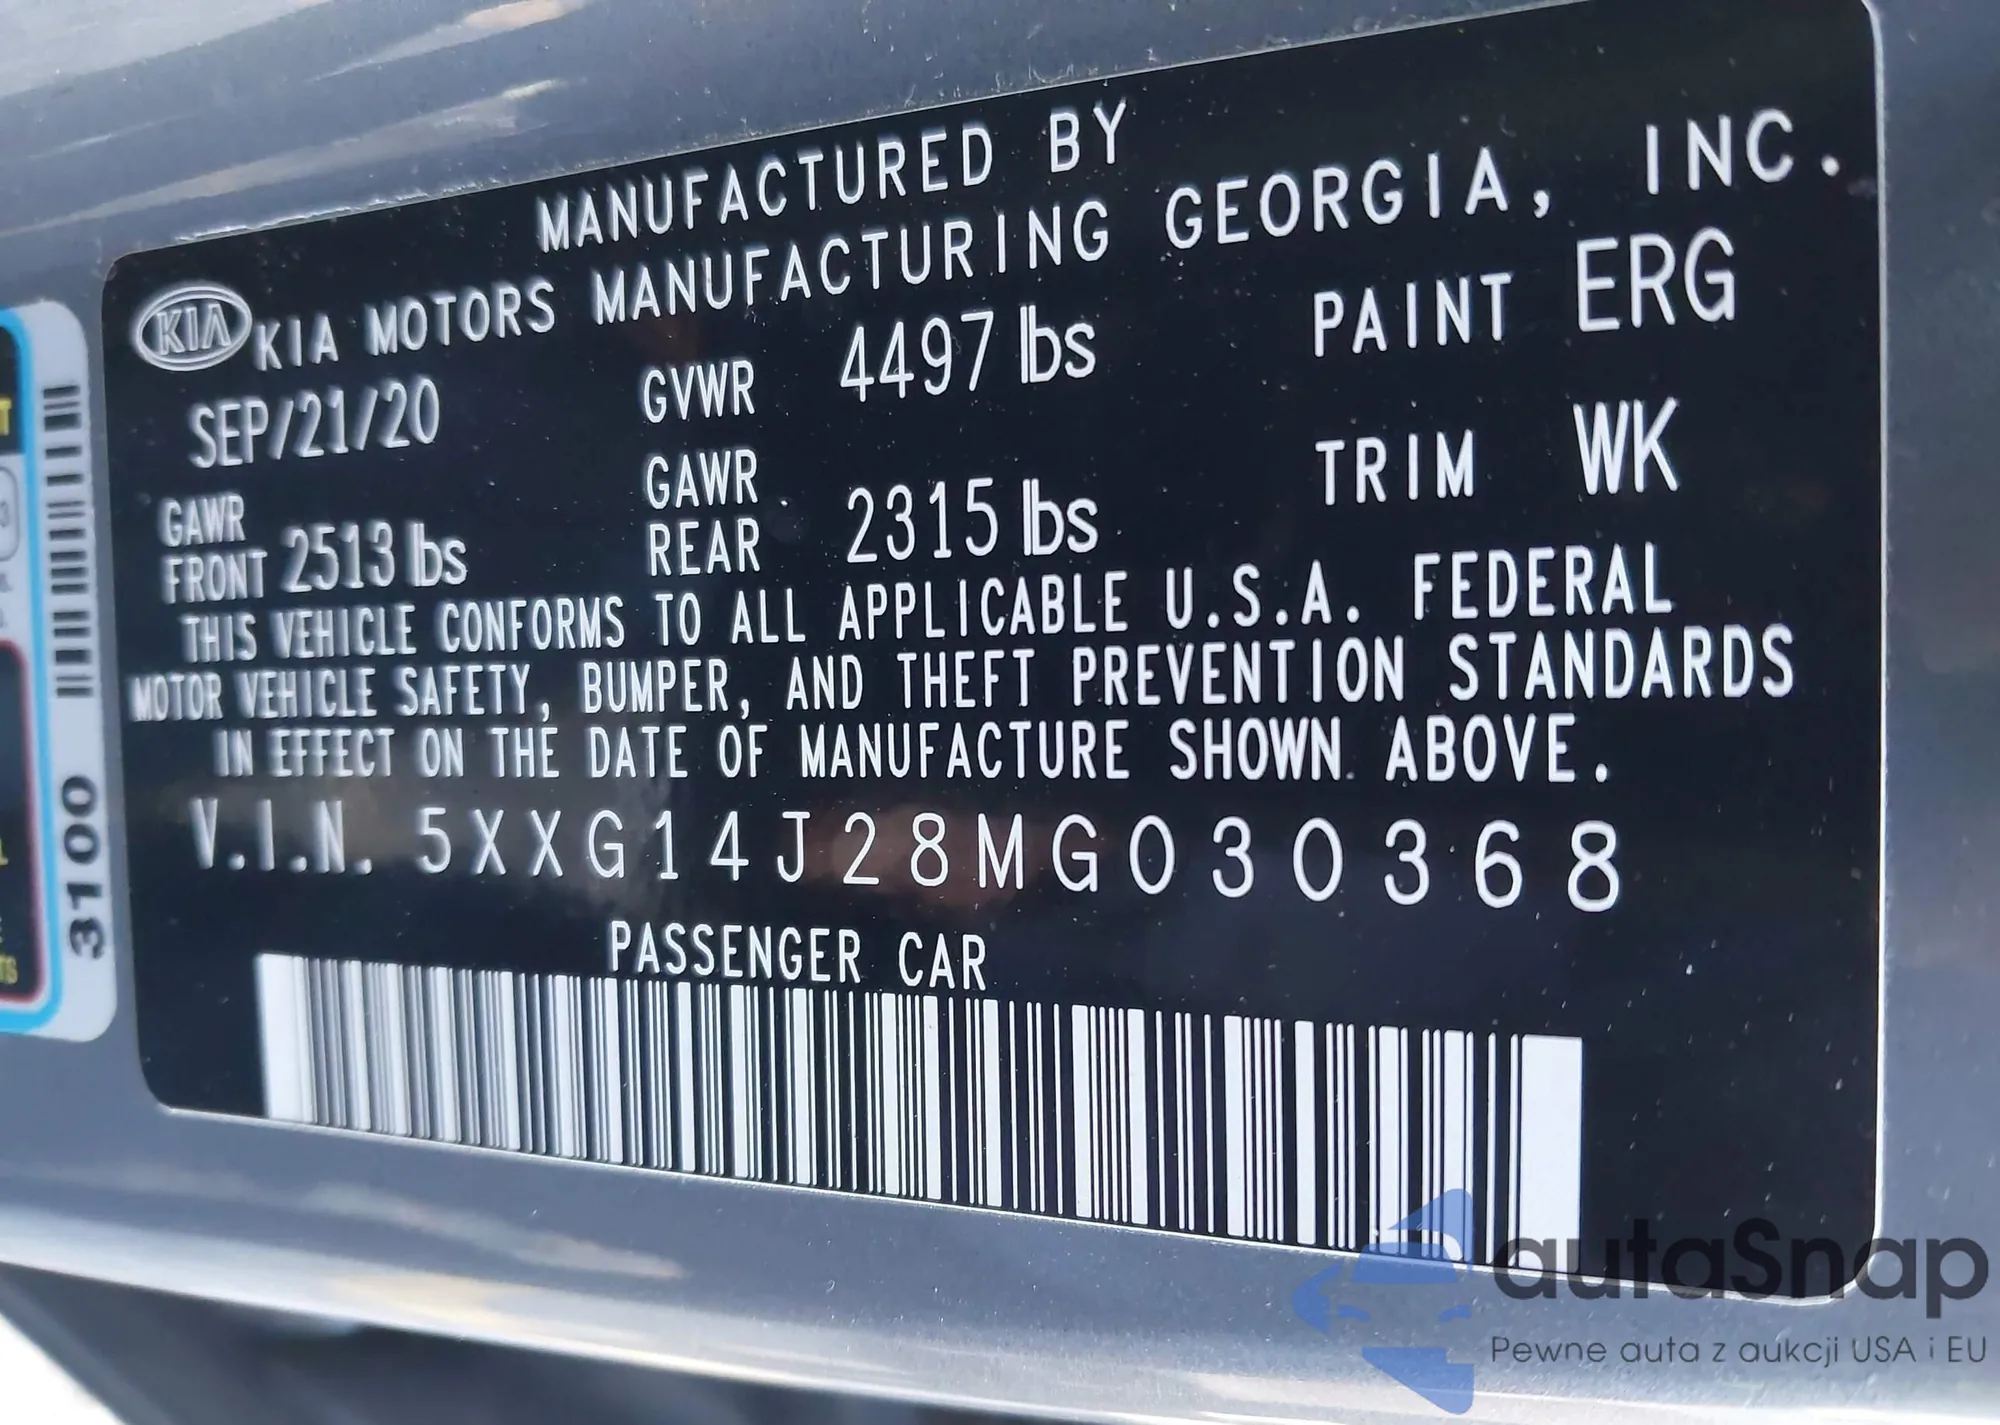 MANUFACTURED BY
KIA KIA MOTORS MANUFACTURING GEORGIA, INC.
SEP/21/20 GVWR 4497 lbs PAINT ERG
GAWR FRONT 2513 lbs GAWR REAR 2315 lbs TRIM WK
THIS VEHICLE CONFORMS TO ALL APPLICABLE U.S.A. FEDERAL
MOTOR VEHICLE SAFETY, BUMPER, AND THEFT PREVENTION STANDARDS
IN EFFECT ON THE DATE OF MANUFACTURE SHOWN ABOVE.
V.I.N. 5XXG14J28MG030368
PASSENGER CAR
3100
autaSnap
Pewne auta z aukcji USA i EU